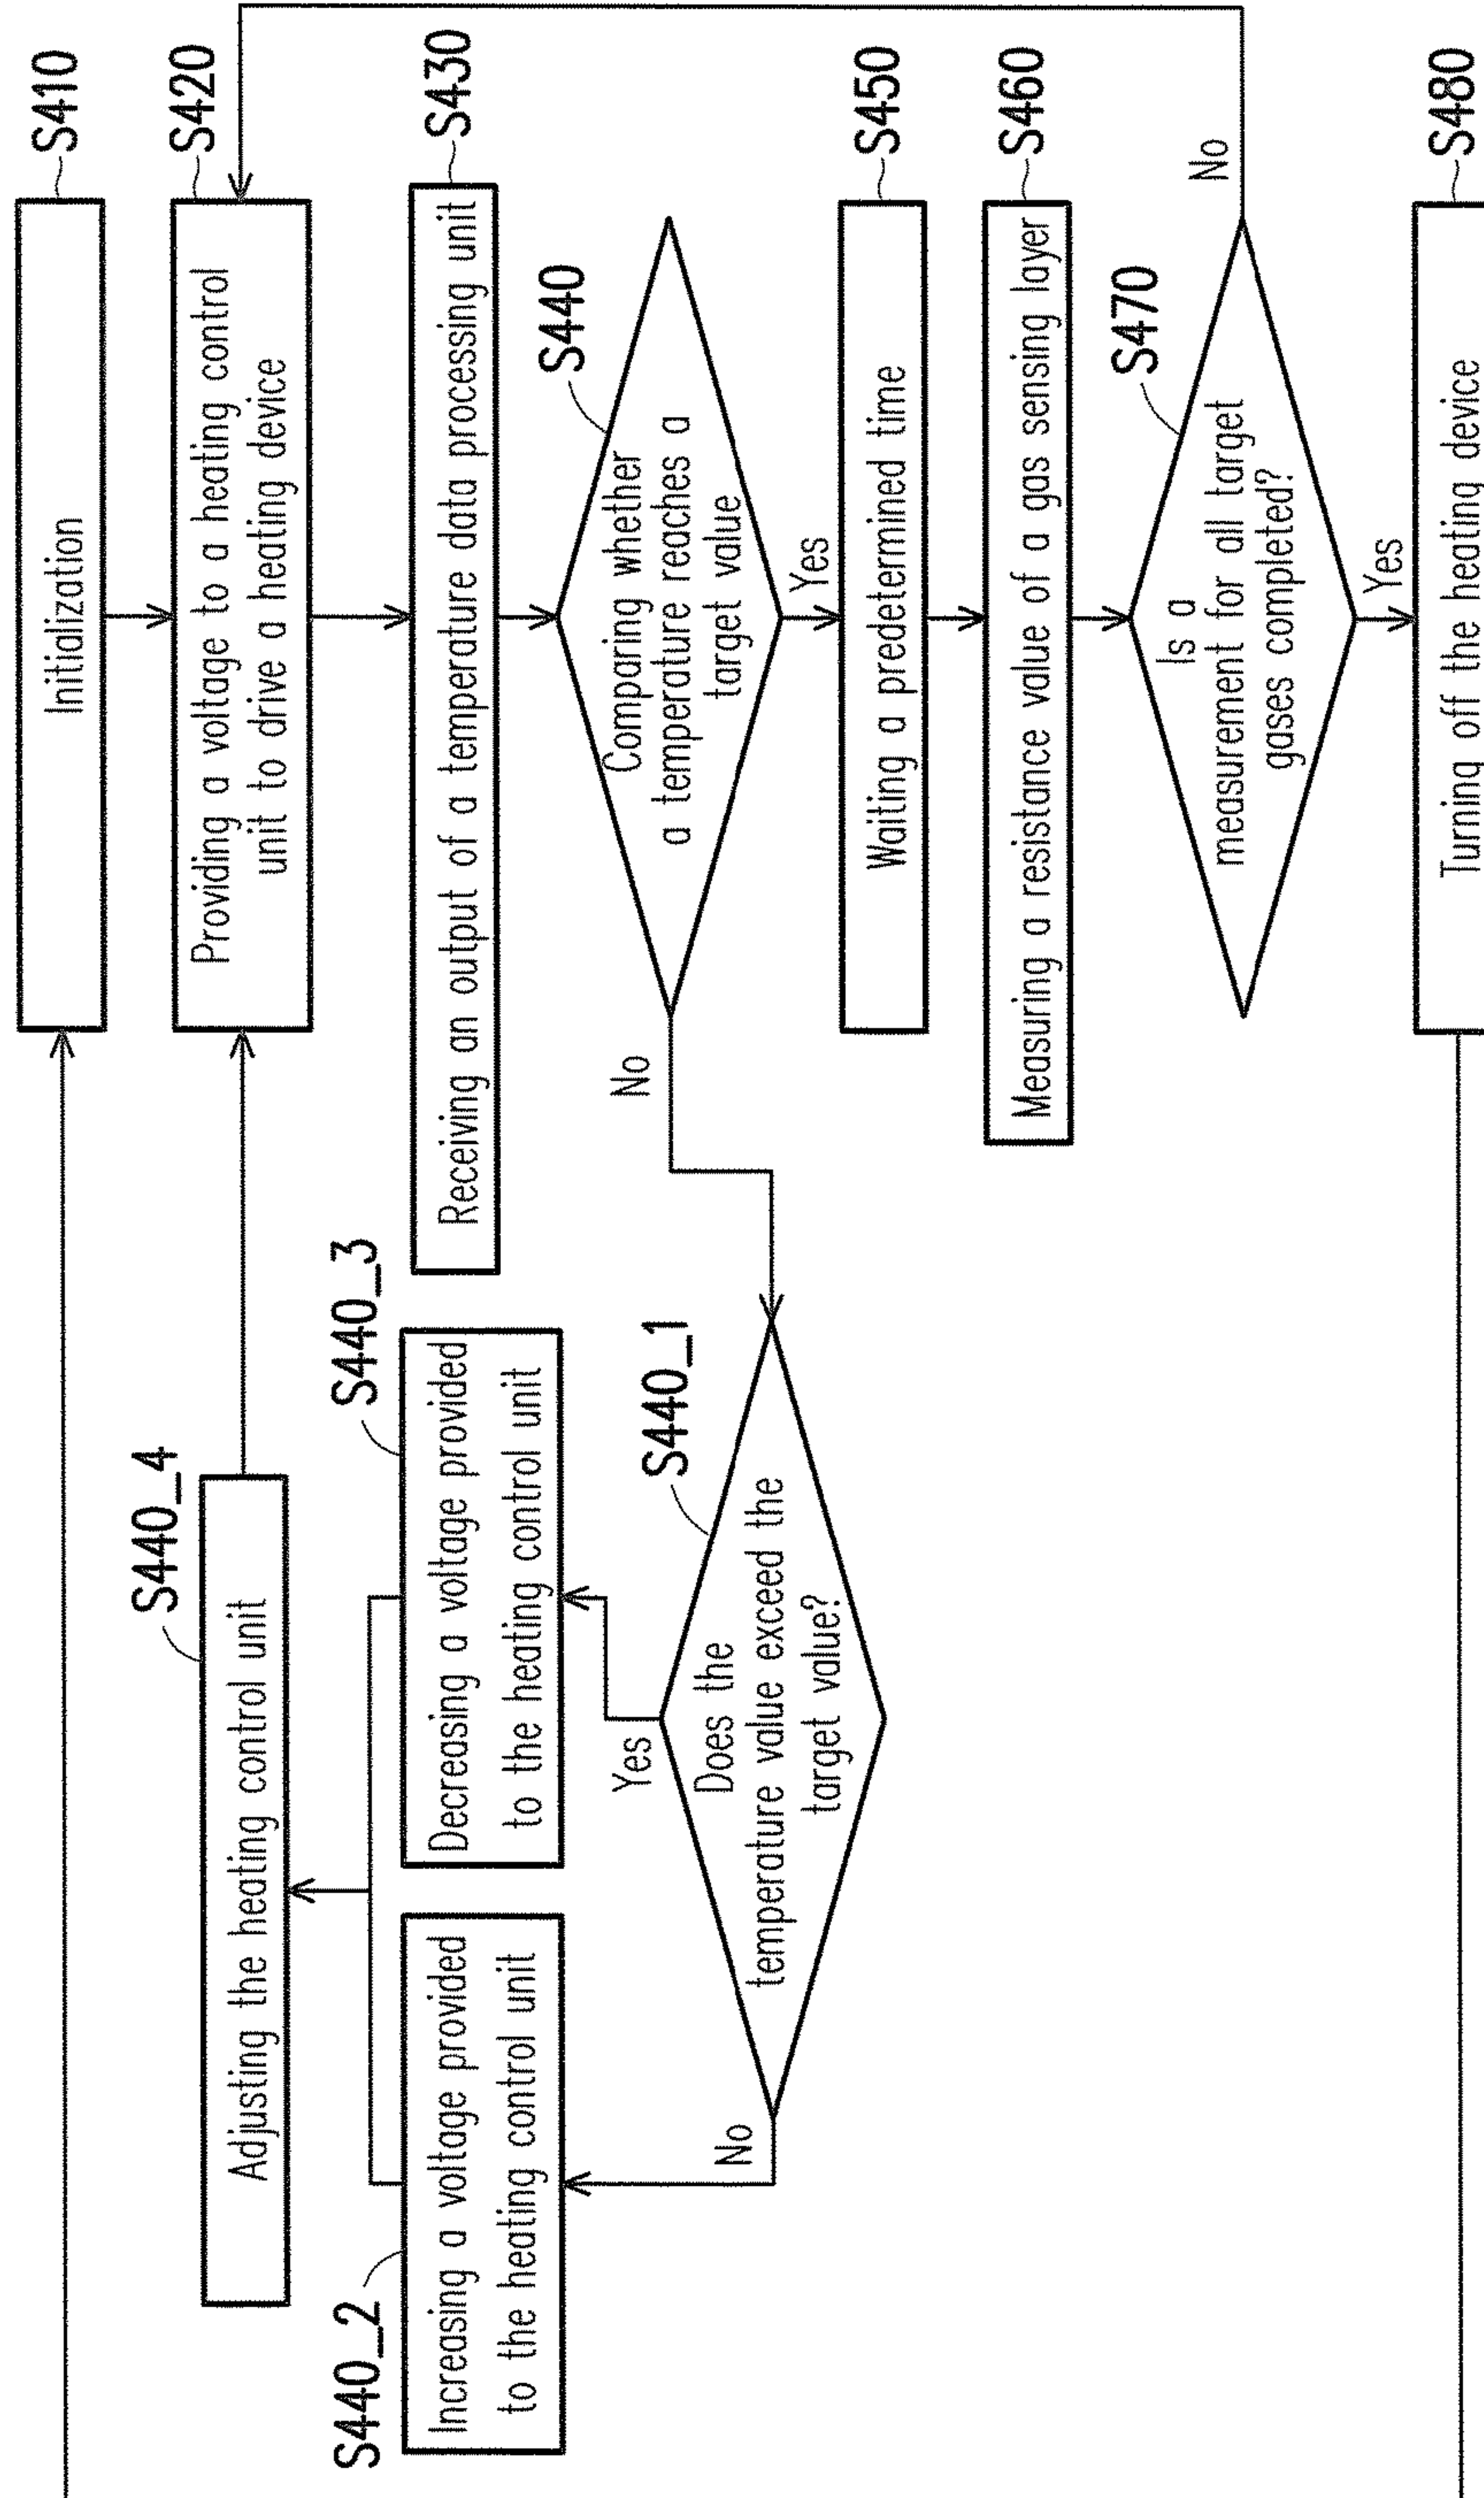 S410
Initialization
S420
Providing a voltage to a heating control
unit to drive a heating device
S430
Receiving an output of a temperature data processing unit
S440
Comparing whether
a temperature reaches a
target value
No
Yes
S440_1
Does the
temperature value exceed the
target value?
Yes
No
S440_2
Increasing a voltage provided
to the heating control unit
S440_3
Decreasing a voltage provided
to the heating control unit
S440_4
Adjusting the heating control unit
S450
Waiting a predetermined time
S460
Measuring a resistance value of a gas sensing layer
S470
Is a
measurement for all target
gases completed?
No
Yes
S480
Turning off the heating device